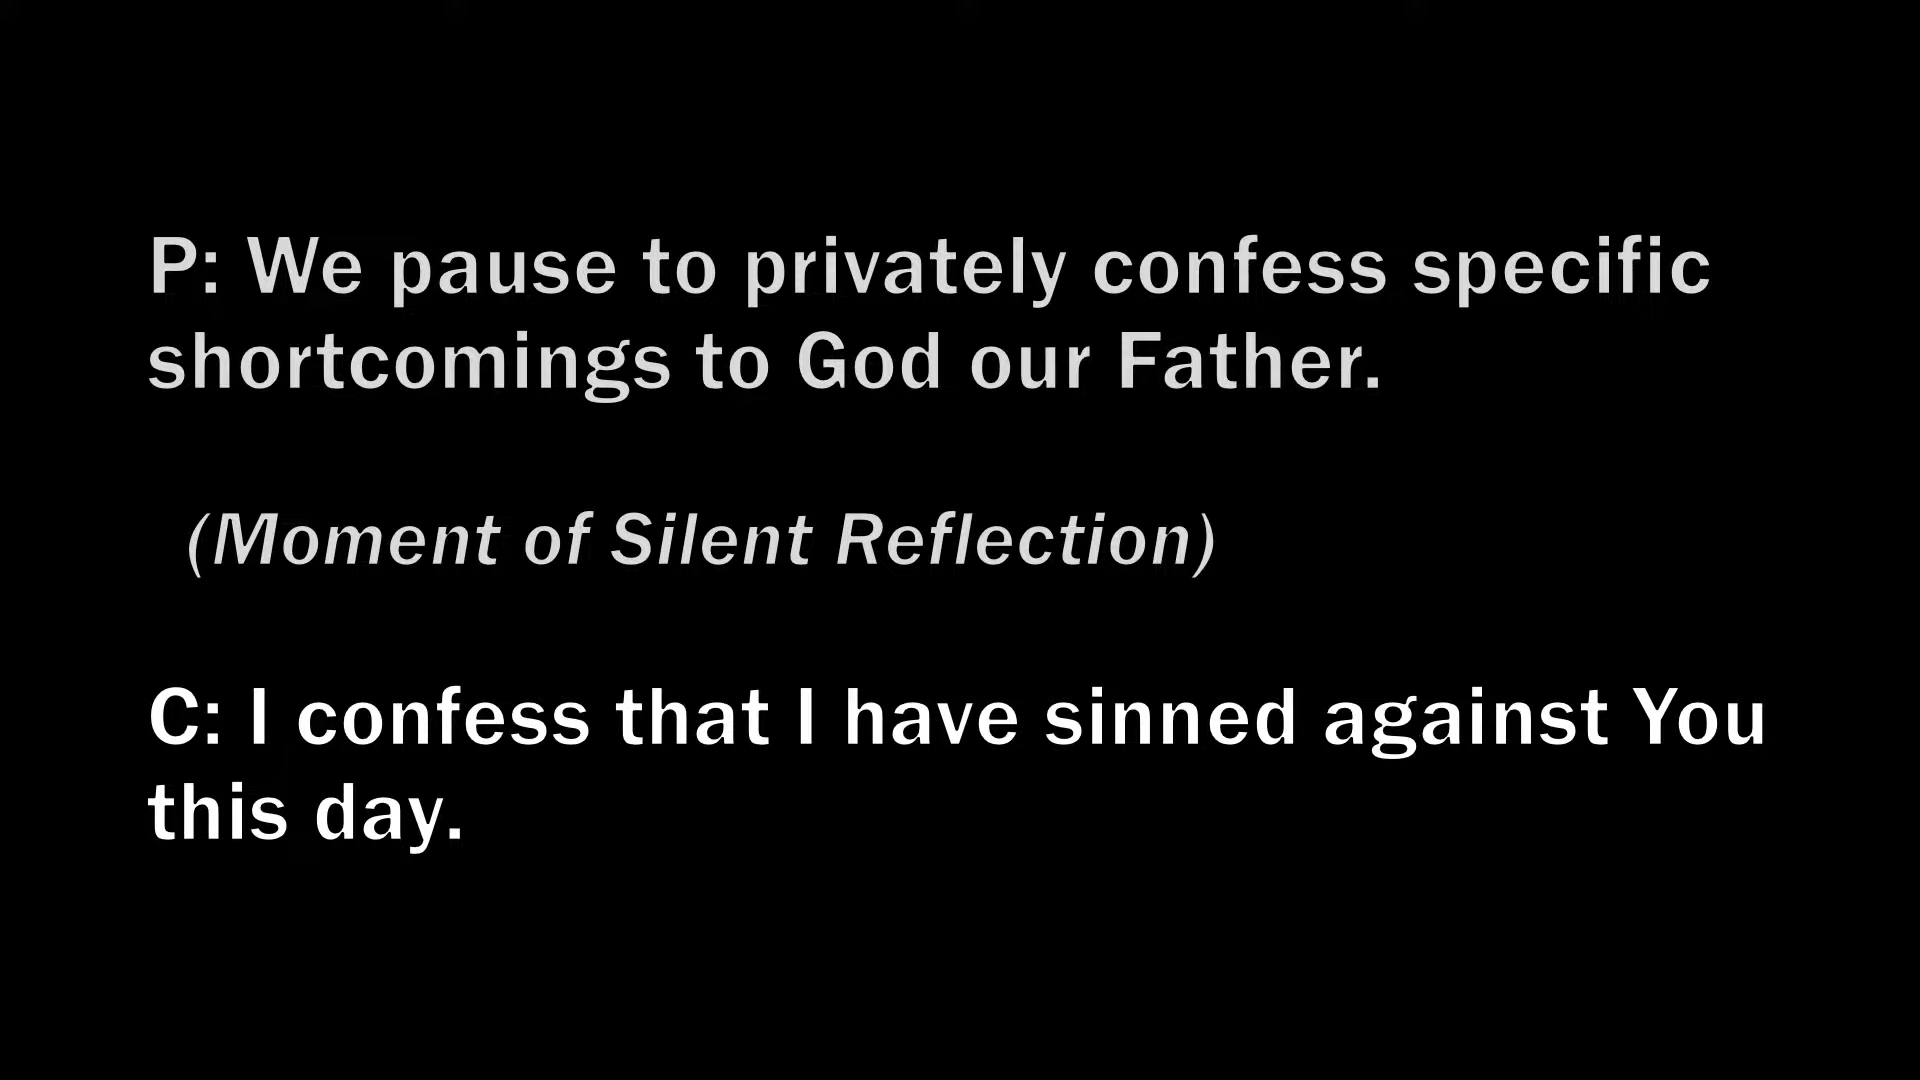 P: We pause to privately confess specific
shortcomings to God our Father.
(Moment of Silent Reflection)
C: I confess that I have sinned against You
this day.